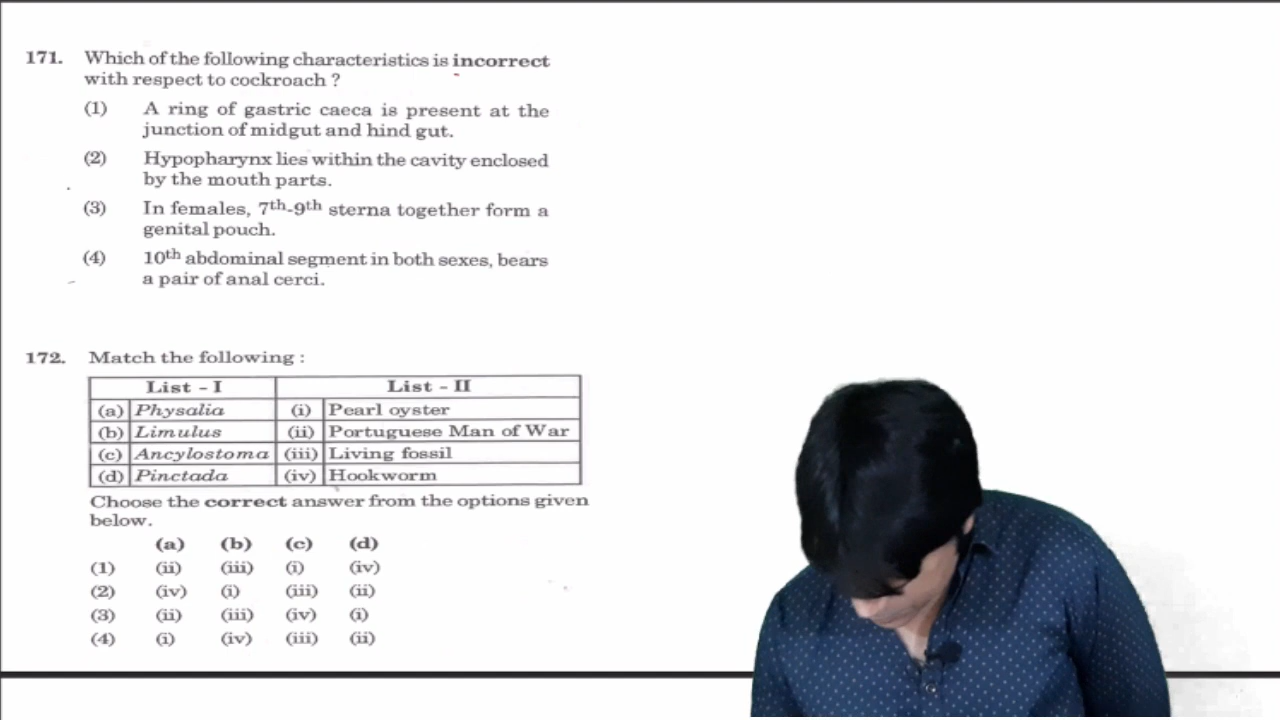 171. Which of the following characteristics is incorrect
with respect to cockroach ?
(1) A ring of gastric caeca is present at the
junction of midgut and hind gut.
(2) Hypopharynx lies within the cavity enclosed
by the mouth parts.
(3) In females, 7th-9th sterna together form a
genital pouch.
(4) 10th abdominal segment in both sexes, bears
a pair of anal cerci.
172. Match the following :
List - I List - II
(a) Physalia (i) Pearl oyster
(b) Limulus (ii) Portuguese Man of War
(c) Ancylostoma (iii) Living fossil
(d) Pinctada (iv) Hookworm
Choose the correct answer from the options given
below.
(a) (b) (c) (d)
(1) (ii) (iii) (i) (iv)
(2) (iv) (i) (iii) (ii)
(3) (ii) (iii) (iv) (i)
(4) (i) (iv) (iii) (ii)